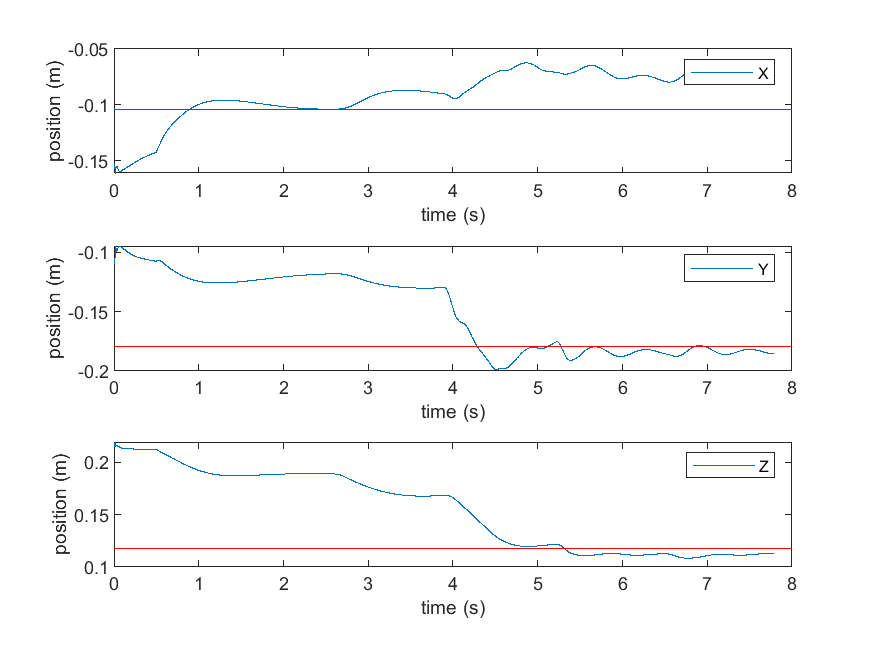 -0.05
-0.1
-0.15
position (m)
X
0 1 2 3 4 5 6 7 8
time (s)
-0.1
-0.15
-0.2
position (m)
Y
0 1 2 3 4 5 6 7 8
time (s)
0.2
0.15
0.1
position (m)
Z
0 1 2 3 4 5 6 7 8
time (s)